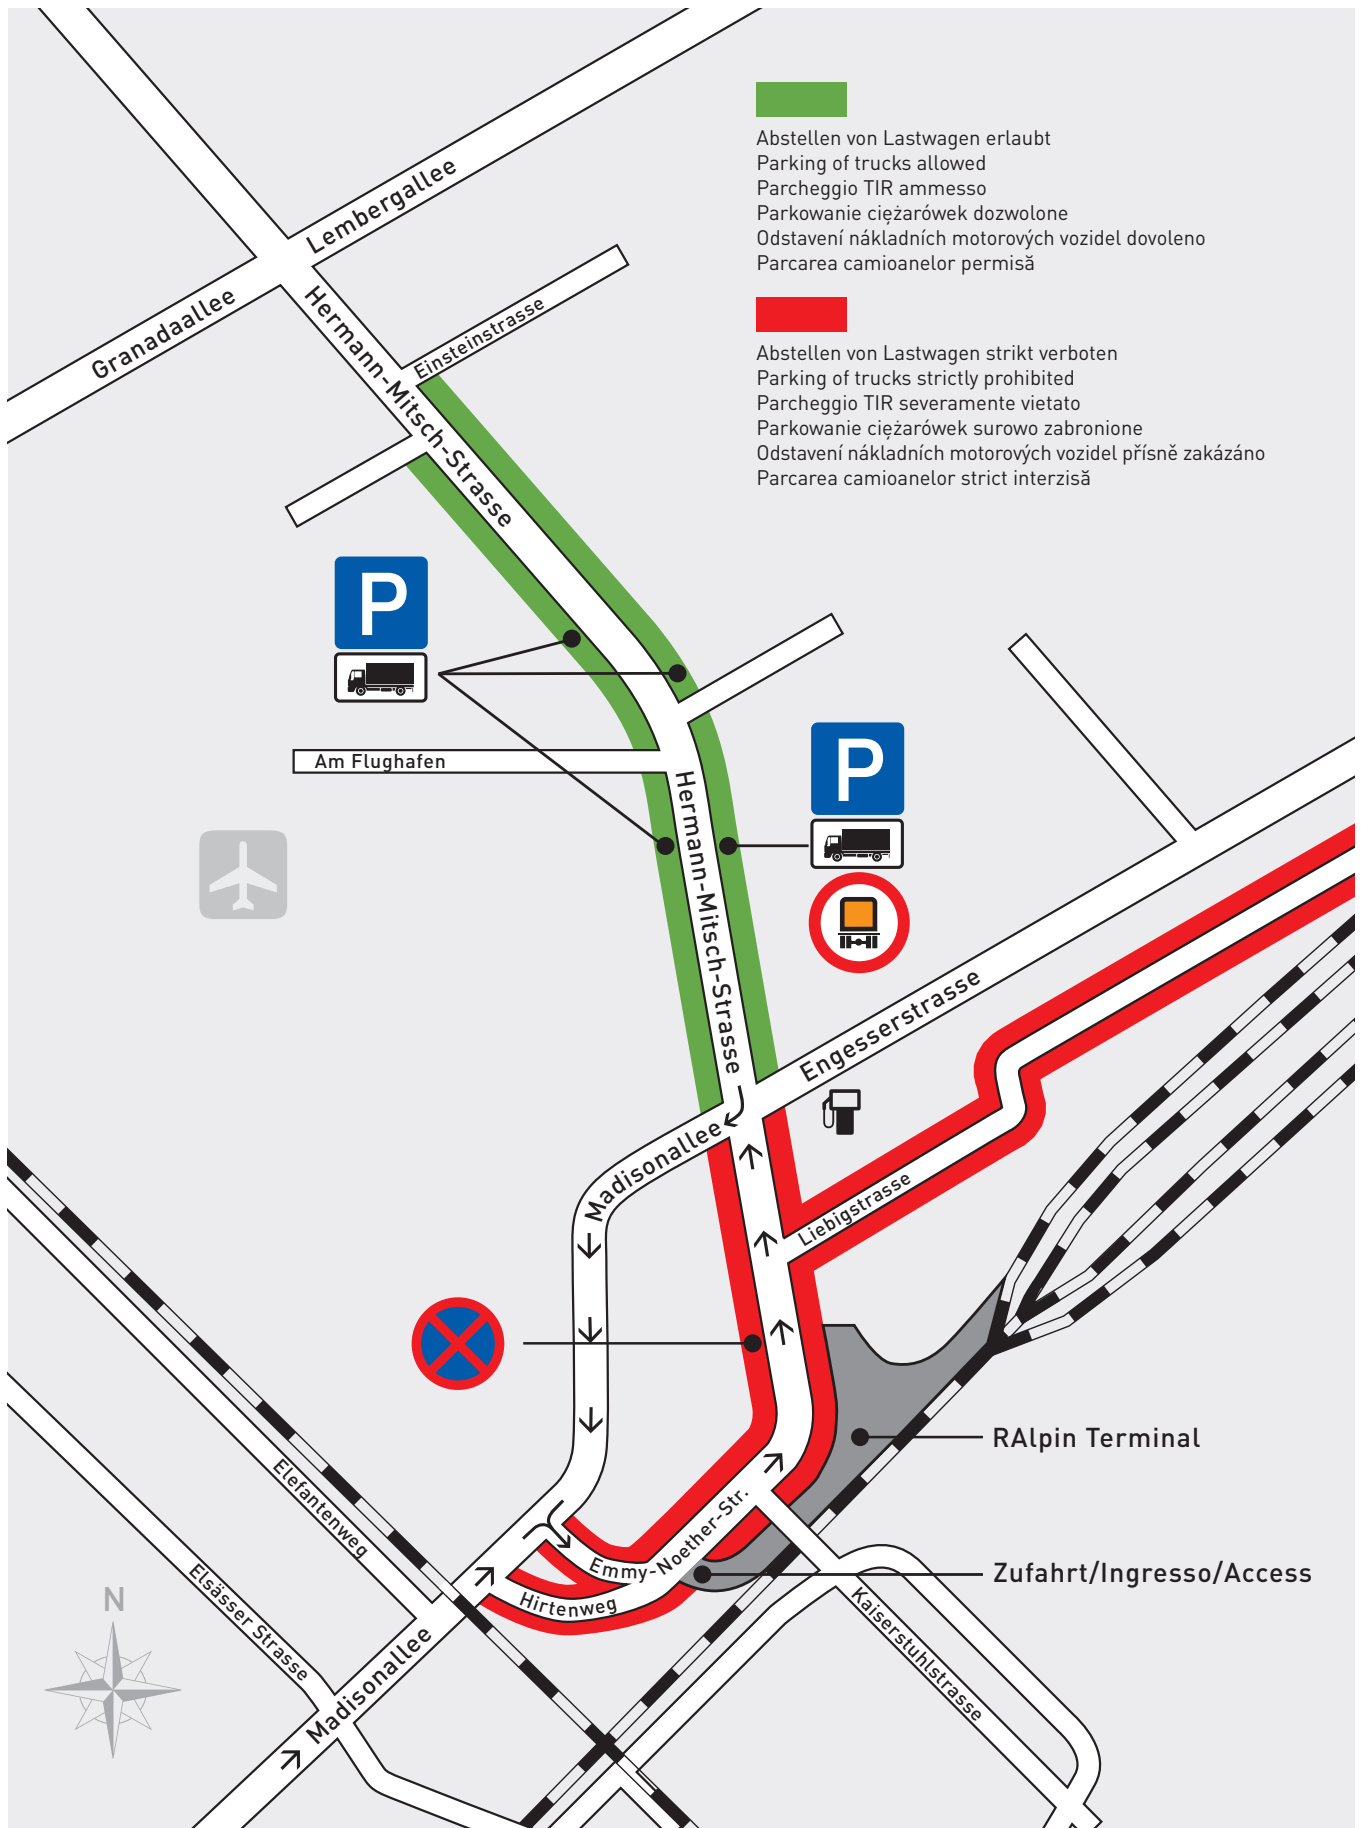 Abstellen von Lastwagen erlaubt
Parking of trucks allowed
Parcheggio TIR ammesso
Parkowanie ciężarówek dozwolone
Odstavení nákladních motorových vozidel dovoleno
Parcarea camioanelor permisă
Abstellen von Lastwagen strikt verboten
Parking of trucks strictly prohibited
Parcheggio TIR severamente vietato
Parkowanie ciężarówek surowo zabronione
Odstavení nákladních motorových vozidel přísně zakázáno
Parcarea camioanelor strict interzisă
Lembergallee
Granadaallee
Hermann-Mitsch-Strasse
Einsteinstrasse
P
Am Flughafen
P
Hermann-Mitsch-Strasse
Engesserstrasse
Madisonallee
Liebigstrasse
RAlpin Terminal
Elefantenweg
Emmy-Noether-Str.
Zufahrt/Ingresso/Access
Hirtenweg
Elsässer Strasse
Kaiserstuhlstrasse
N
Madisonallee